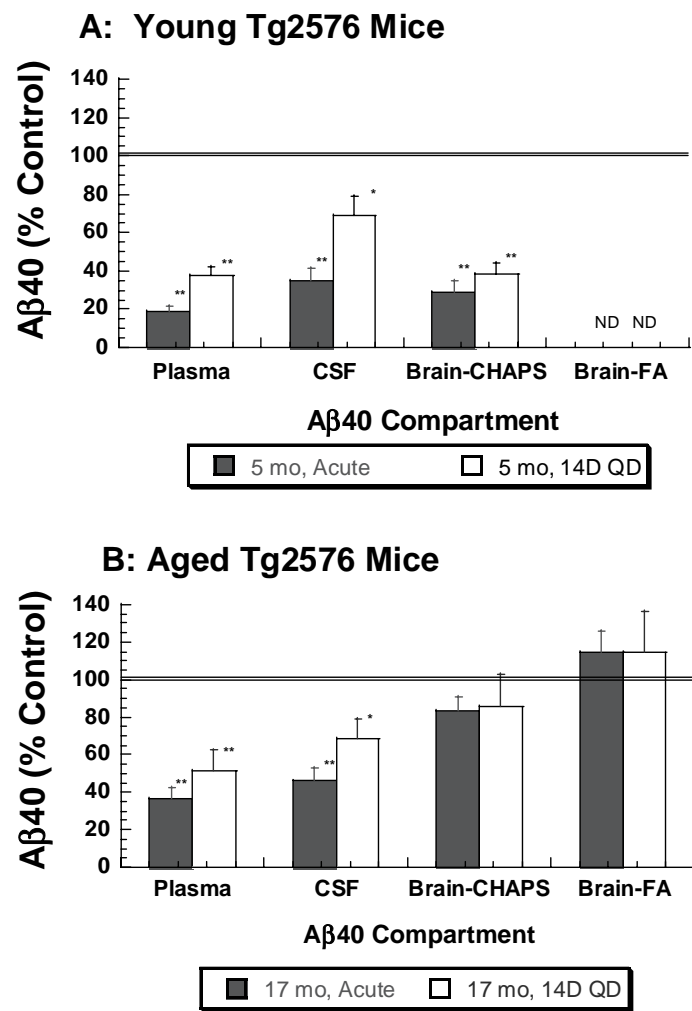 A: Young Tg2576 Mice
Aβ40 (% Control)
140
120
100
80
60
40
20
0
**
**
**
*
**
**
ND ND
Plasma CSF Brain-CHAPS Brain-FA
Aβ40 Compartment
5 mo, Acute 5 mo, 14D QD
B: Aged Tg2576 Mice
Aβ40 (% Control)
140
120
100
80
60
40
20
0
**
**
**
*
Plasma CSF Brain-CHAPS Brain-FA
Aβ40 Compartment
17 mo, Acute 17 mo, 14D QD